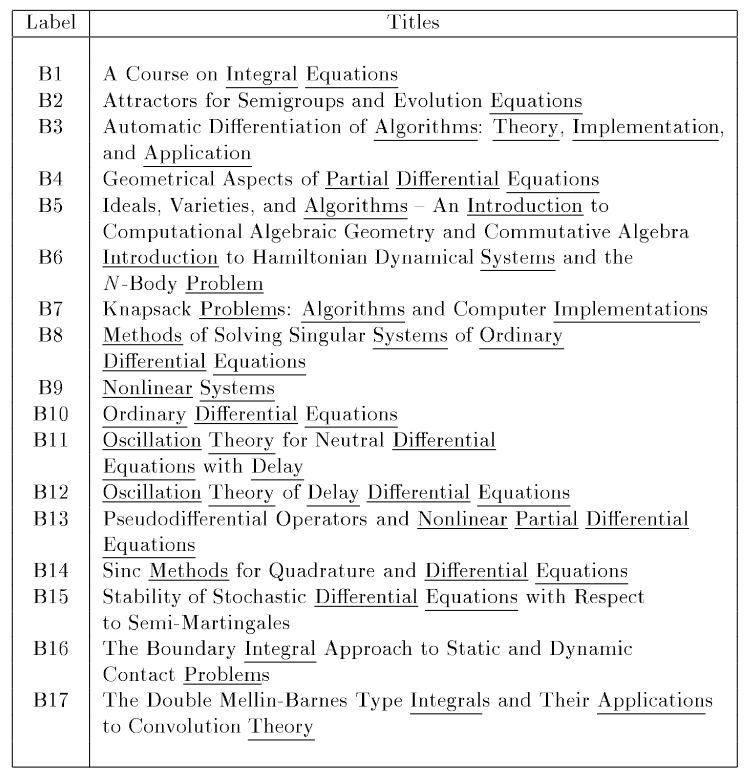 Label Titles
B1 A Course on Integral Equations
B2 Attractors for Semigroups and Evolution Equations
B3 Automatic Differentiation of Algorithms: Theory, Implementation,
and Application
B4 Geometrical Aspects of Partial Differential Equations
B5 Ideals, Varieties, and Algorithms – An Introduction to
Computational Algebraic Geometry and Commutative Algebra
B6 Introduction to Hamiltonian Dynamical Systems and the
N-Body Problem
B7 Knapsack Problems: Algorithms and Computer Implementations
B8 Methods of Solving Singular Systems of Ordinary
Differential Equations
B9 Nonlinear Systems
B10 Ordinary Differential Equations
B11 Oscillation Theory for Neutral Differential
Equations with Delay
B12 Oscillation Theory of Delay Differential Equations
B13 Pseudodifferential Operators and Nonlinear Partial Differential
Equations
B14 Sinc Methods for Quadrature and Differential Equations
B15 Stability of Stochastic Differential Equations with Respect
to Semi-Martingales
B16 The Boundary Integral Approach to Static and Dynamic
Contact Problems
B17 The Double Mellin-Barnes Type Integrals and Their Applications
to Convolution Theory